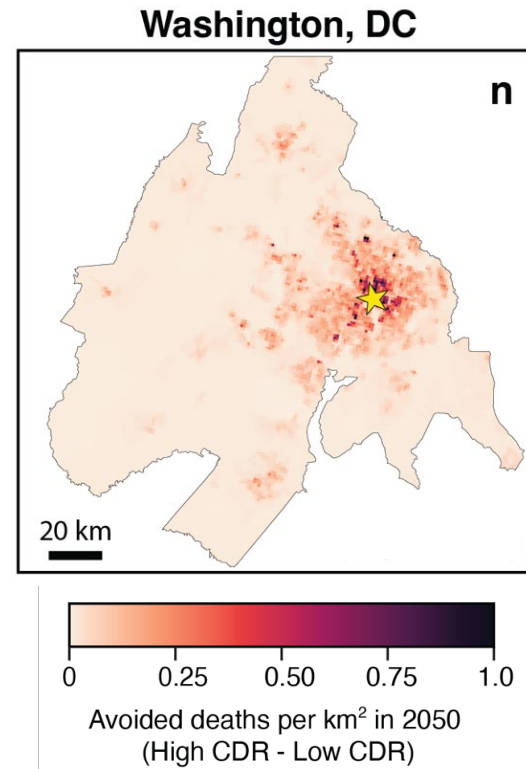 Washington, DC
n
20 km
0 0.25 0.50 0.75 1.0
Avoided deaths per km² in 2050
(High CDR - Low CDR)